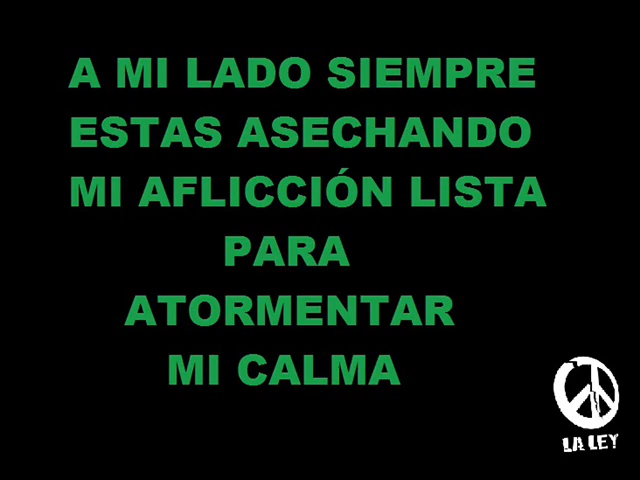 A MI LADO SIEMPRE
ESTAS ASECHANDO
MI AFLICCIÓN LISTA
PARA
ATORMENTAR
MI CALMA
LA LEY